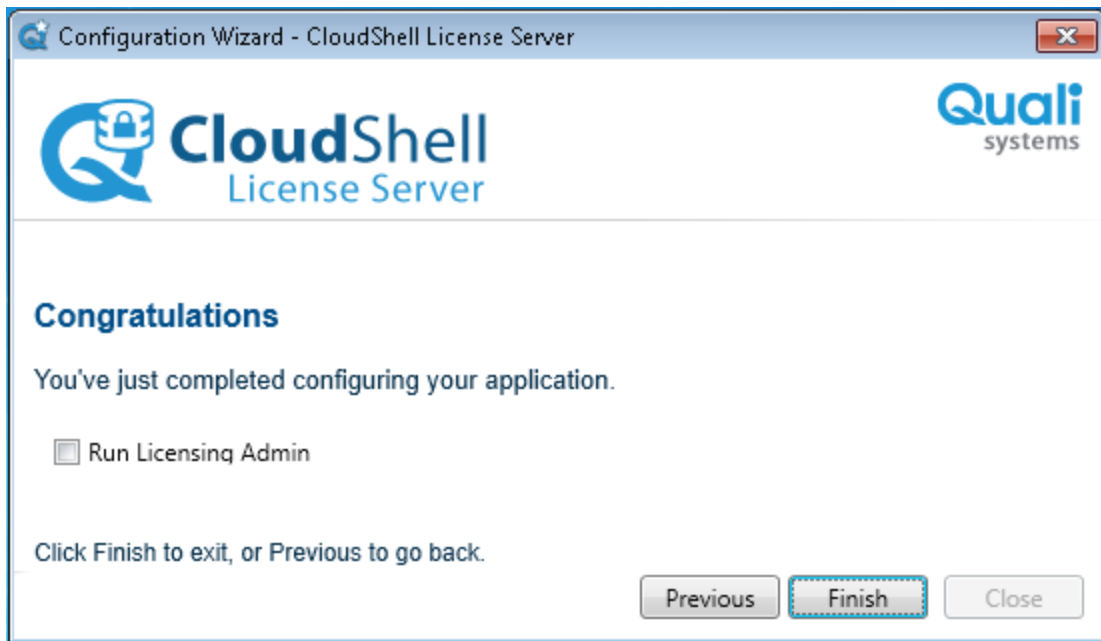 Configuration Wizard - CloudShell License Server
CloudShell
License Server
Quali
systems
Congratulations
You've just completed configuring your application.
Run Licensing Admin
Click Finish to exit, or Previous to go back.
Previous Finish Close